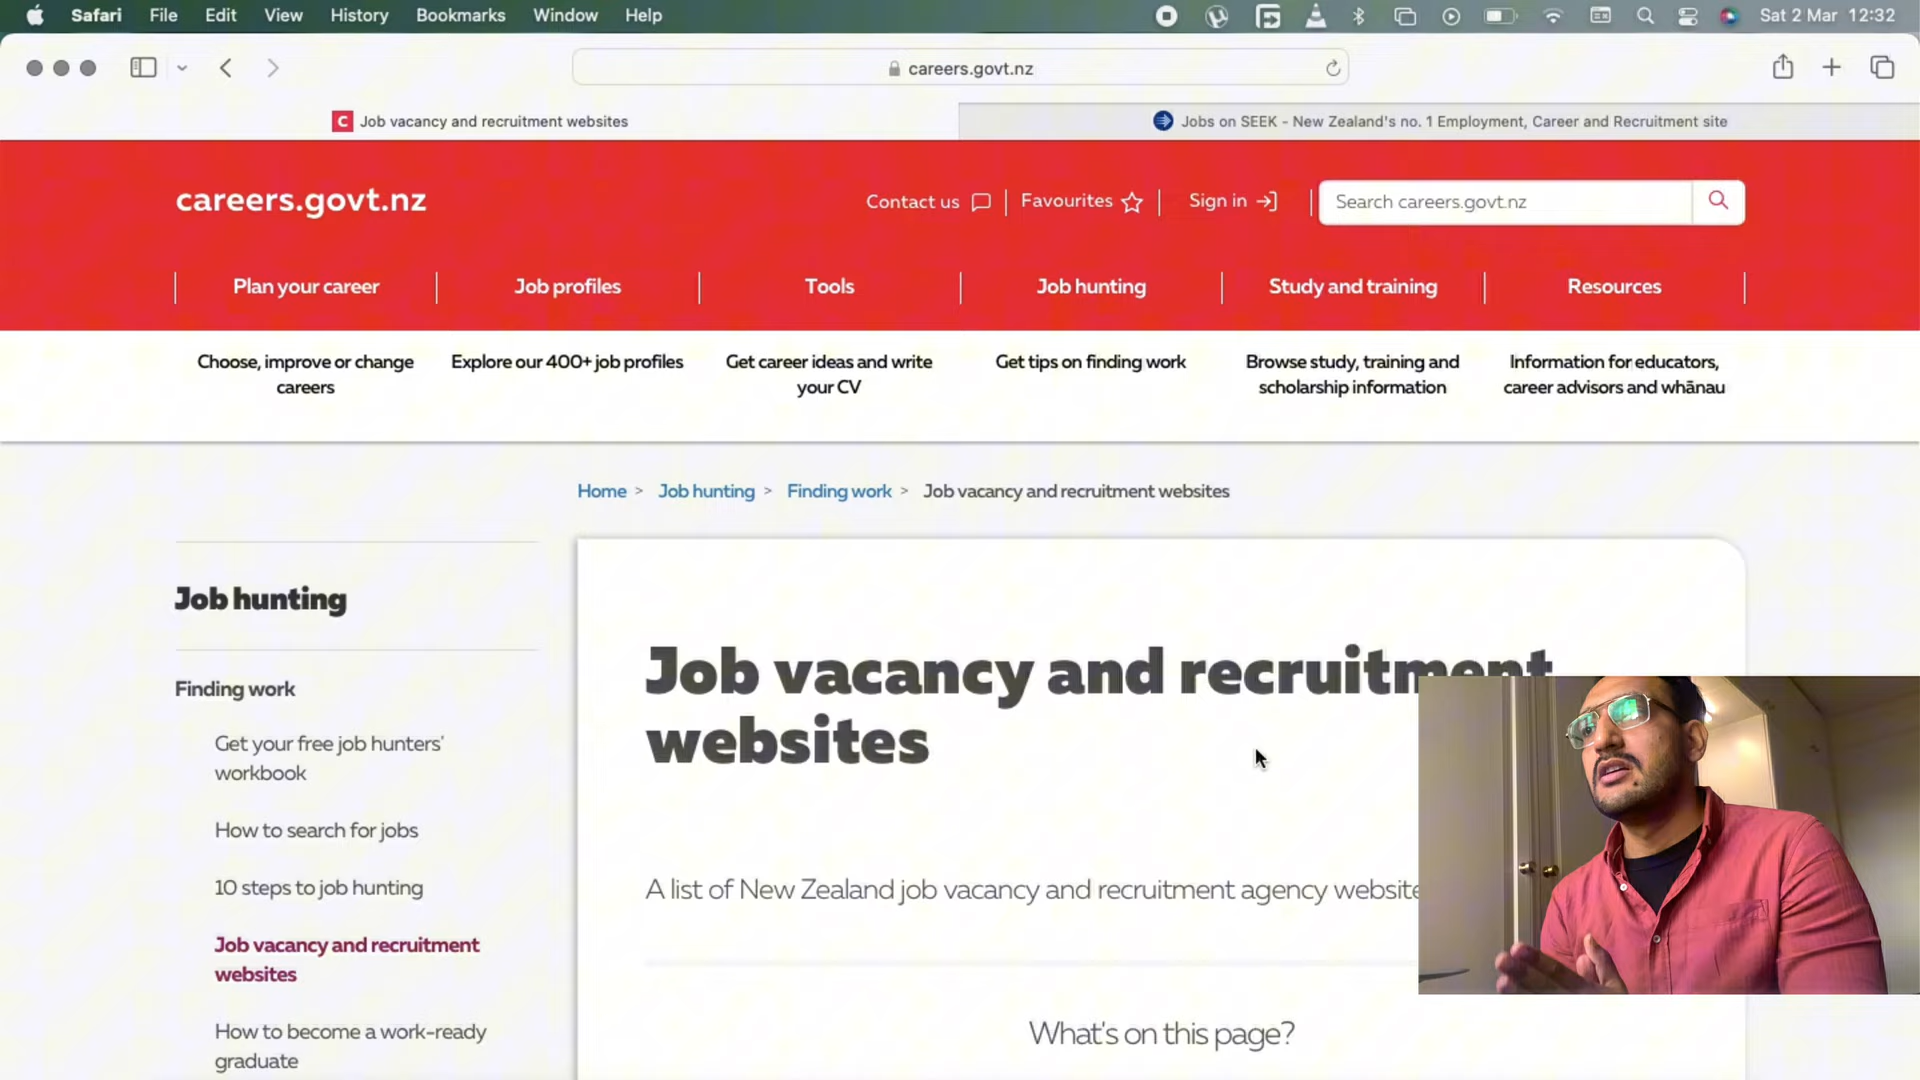 Safari File Edit View History Bookmarks Window Help Sat 2 Mar 12:32
careers.govt.nz
C Job vacancy and recruitment websites
Jobs on SEEK - New Zealand's no. 1 Employment, Career and Recruitment site
careers.govt.nz
Contact us
Favourites
Sign in
Search careers.govt.nz
Plan your career
Job profiles
Tools
Job hunting
Study and training
Resources
Choose, improve or change
careers
Explore our 400+ job profiles
Get career ideas and write
your CV
Get tips on finding work
Browse study, training and
scholarship information
Information for educators,
career advisors and whānau
Home > Job hunting > Finding work > Job vacancy and recruitment websites
Job hunting
Finding work
Get your free job hunters'
workbook
How to search for jobs
10 steps to job hunting
Job vacancy and recruitment
websites
How to become a work-ready
graduate
Job vacancy and recruitment
websites
A list of New Zealand job vacancy and recruitment agency website
What's on this page?